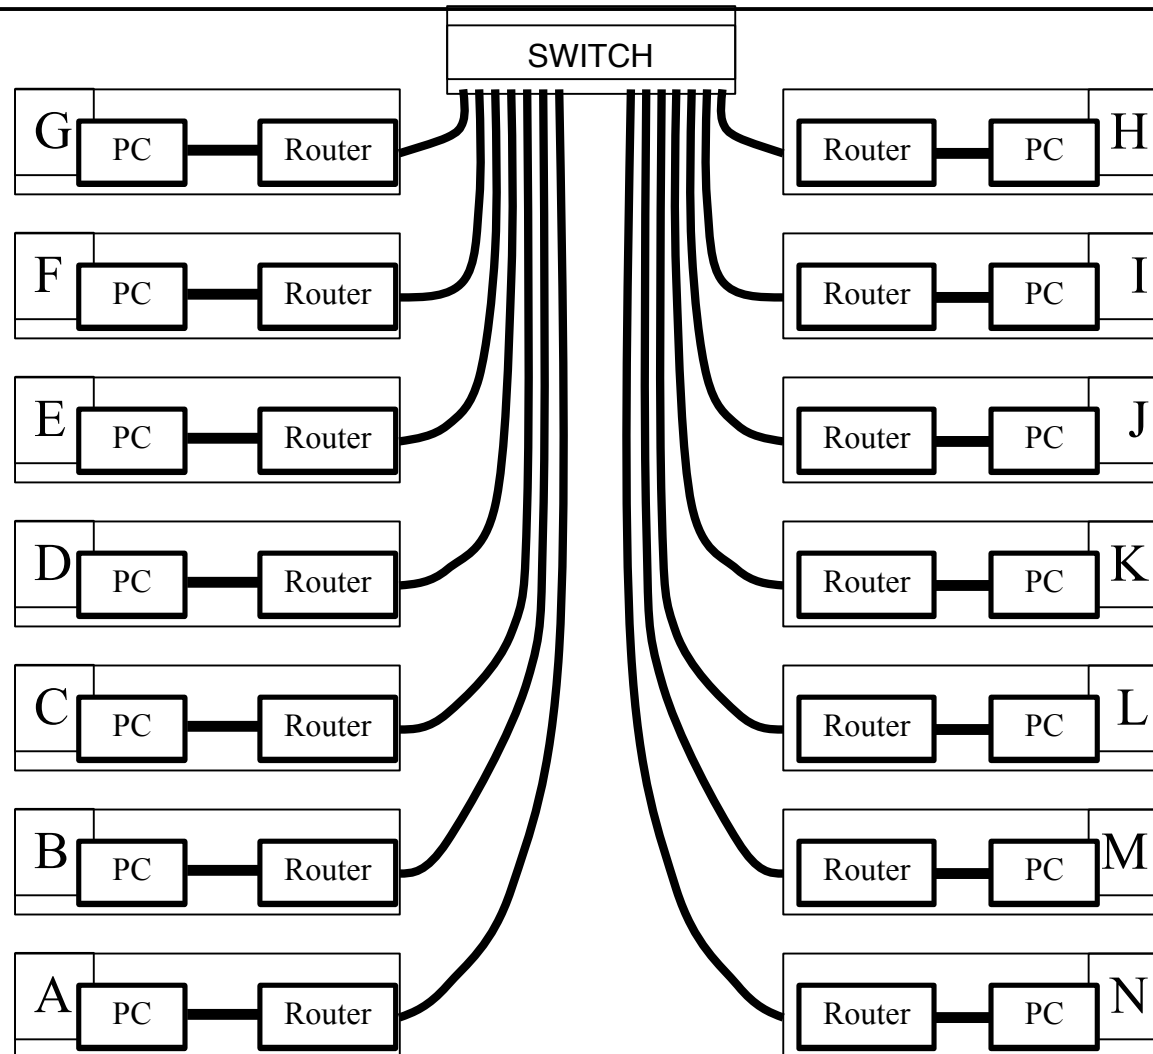 SWITCH
G PC Router Router PC H
F PC Router Router PC I
E PC Router Router PC J
D PC Router Router PC K
C PC Router Router PC L
B PC Router Router PC M
A PC Router Router PC N